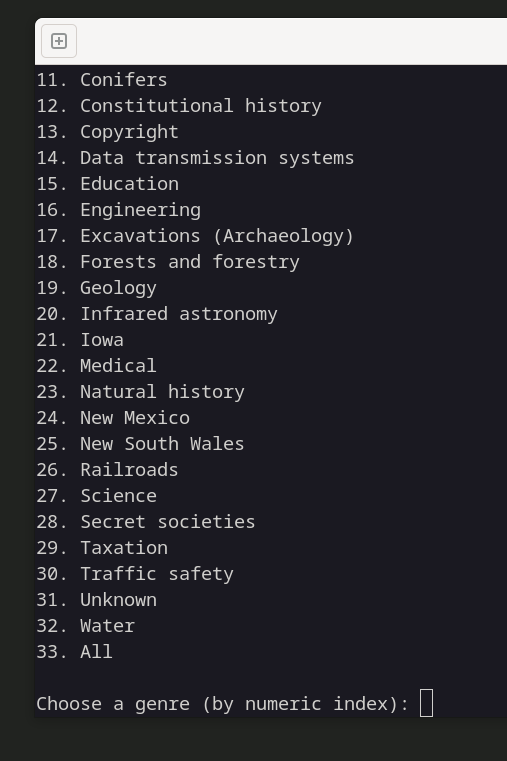 11. Conifers
12. Constitutional history
13. Copyright
14. Data transmission systems
15. Education
16. Engineering
17. Excavations (Archaeology)
18. Forests and forestry
19. Geology
20. Infrared astronomy
21. Iowa
22. Medical
23. Natural history
24. New Mexico
25. New South Wales
26. Railroads
27. Science
28. Secret societies
29. Taxation
30. Traffic safety
31. Unknown
32. Water
33. All
Choose a genre (by numeric index):